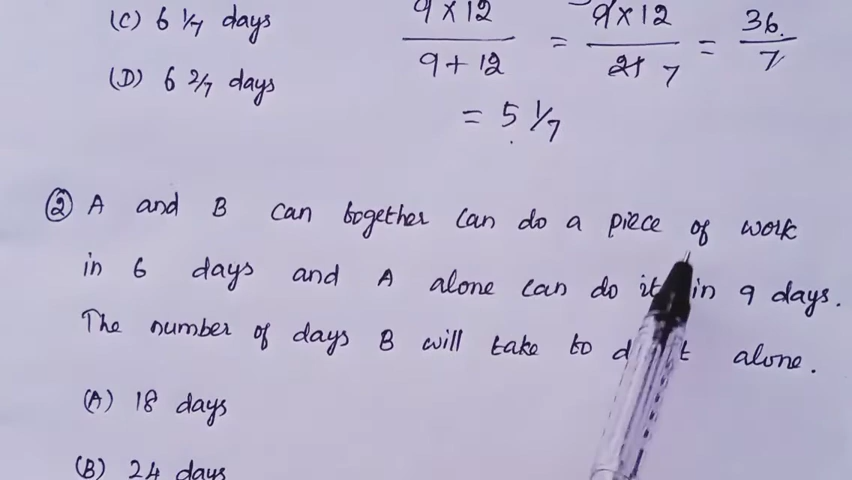 (C) 6 1/7 days
(D) 6 2/7 days
9 × 12 / 9 + 12 = 9 × 12 / 21 7 = 36 / 7
= 5 1/7
② A and B can together can do a piece of work
in 6 days and A alone can do it in 9 days.
The number of days B will take to d t alone.
(A) 18 days
(B) 24 days